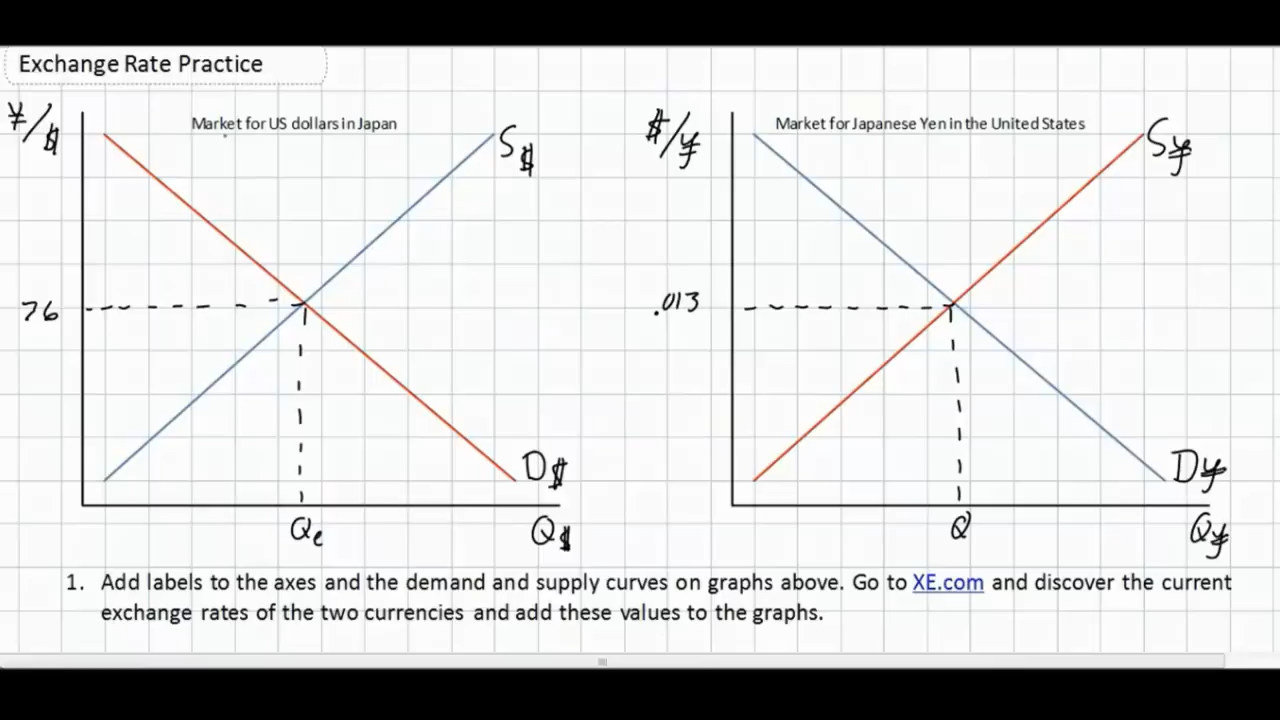 Exchange Rate Practice
¥/$
Market for US dollars in Japan
S$
76
D$
Qe
Q$
$/¥
Market for Japanese Yen in the United States
S¥
.013
D¥
Q
Q¥
1. Add labels to the axes and the demand and supply curves on graphs above. Go to XE.com and discover the current
exchange rates of the two currencies and add these values to the graphs.